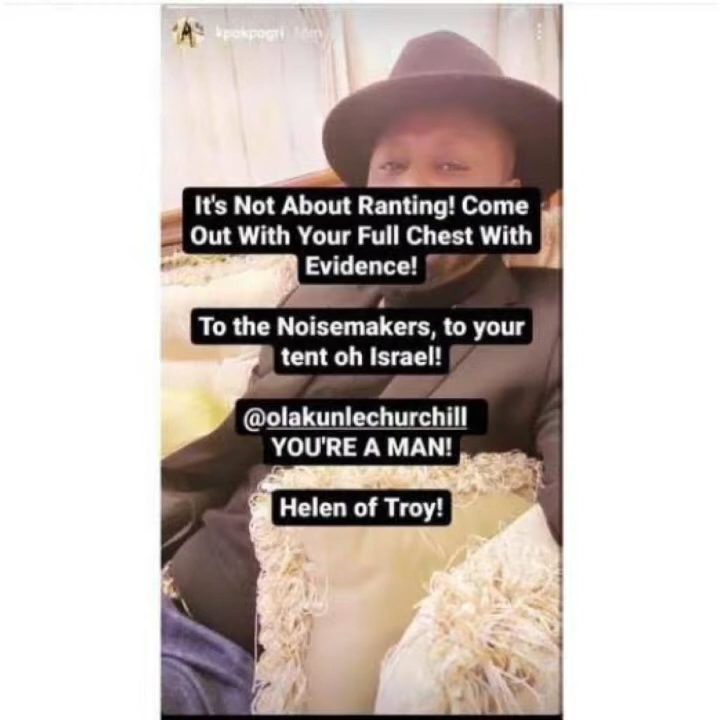 kpokpogri 16m
It's Not About Ranting! Come
Out With Your Full Chest With
Evidence!
To the Noisemakers, to your
tent oh Israel!
@olakunlechurchill
YOU'RE A MAN!
Helen of Troy!